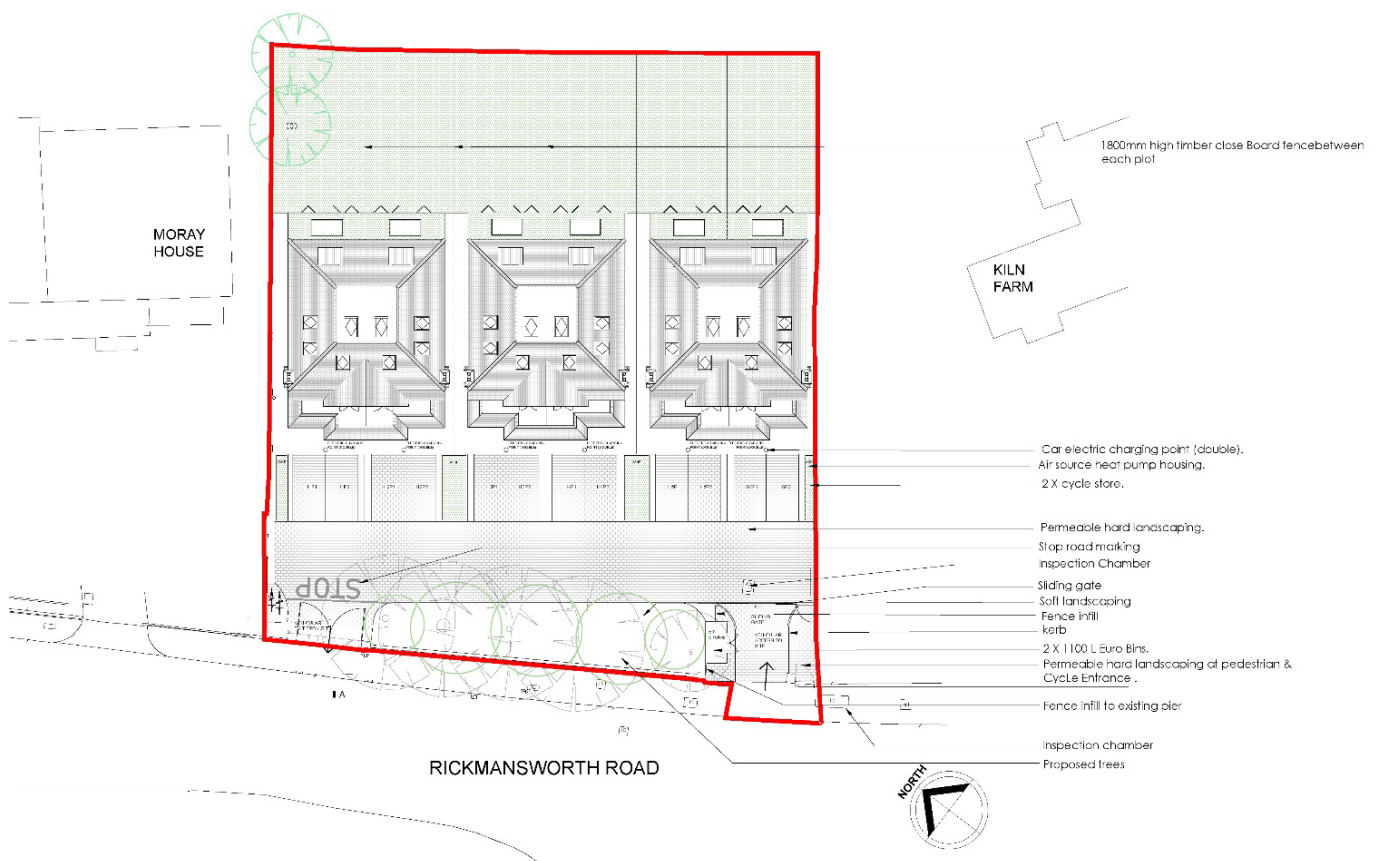 1800mm high timber close Board fencebetween
each plot
MORAY
HOUSE
KILN
FARM
Car electric charging point (double).
Air source heat pump housing.
2 X cycle store.
Permeable hard landscaping.
Stop road marking
Inspection Chamber
STOP
Sliding gate
Soft landscaping
Fence infill
kerb
2 X 1100 L Euro Bins.
Permeable hard landscaping at pedestrian &
CycLe Entrance .
Fence infill to existing pier
Inspection chamber
Proposed trees
RICKMANSWORTH ROAD
NORTH